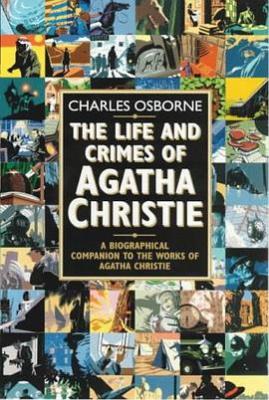 CHARLES OSBORNE
THE LIFE AND
CRIMES OF
AGATHA
CHRISTIE
A BIOGRAPHICAL
COMPANION TO THE WORKS OF
AGATHA CHRISTIE